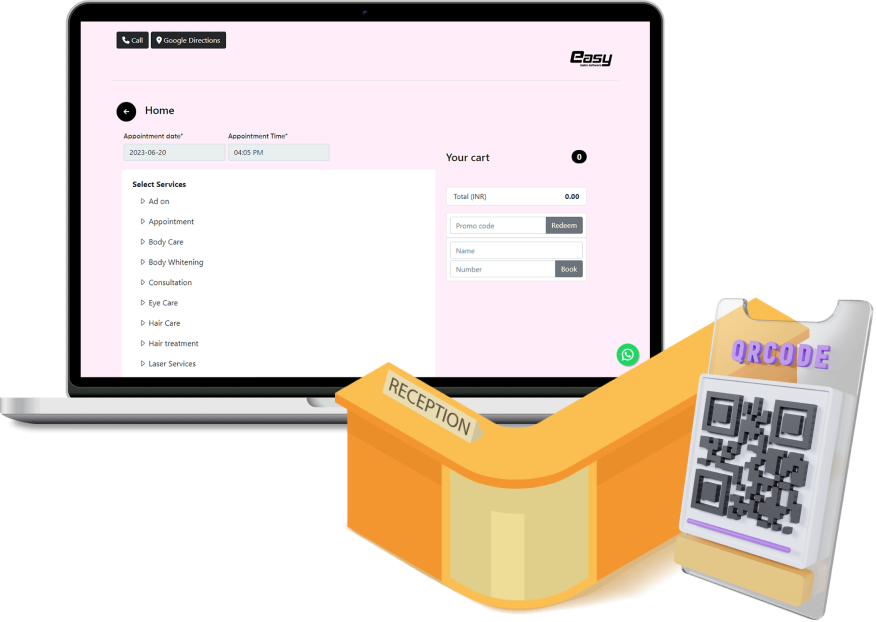 Call
Google Directions
Easy
Home
Appointment date*
Appointment Time*
2023-06-20
04:05 PM
Your cart
0
Select Services
Ad on
Appointment
Body Care
Body Whitening
Consultation
Eye Care
Hair Care
Hair treatment
Laser Services
Total (INR)
0.00
Promo code
Redeem
Name
Number
Book
RECEPTION
QRCODE